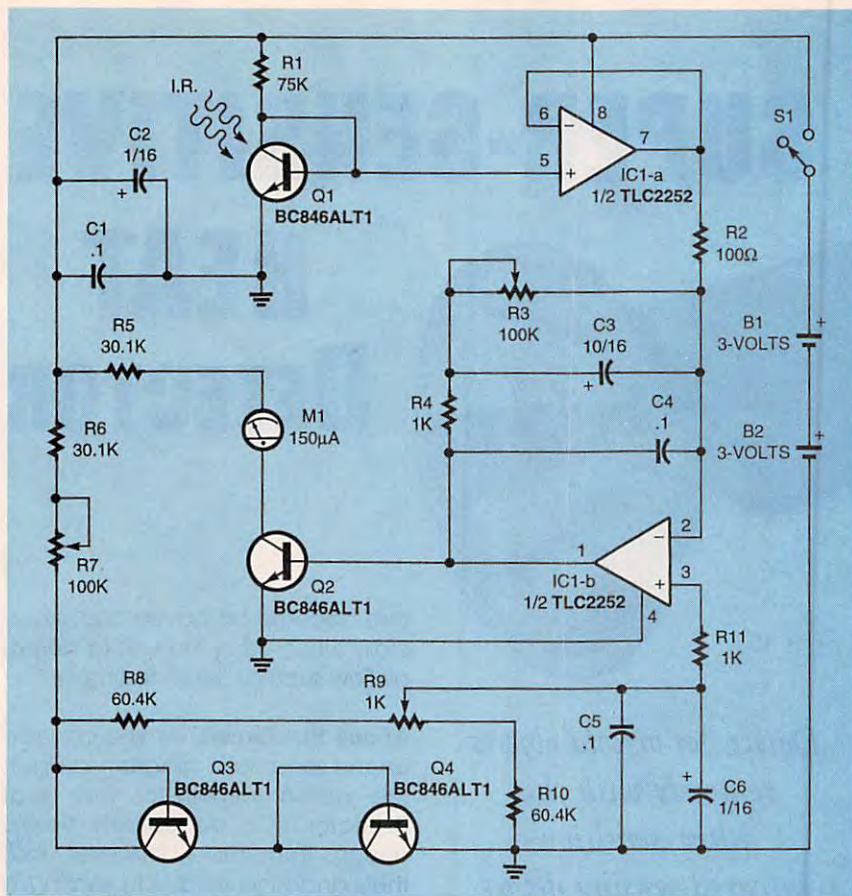 R1
75K
I.R.
C2
1/16
+
Q1
BC846ALT1
C1
.1
6
5
−
+
8
7
IC1-a
1/2 TLC2252
S1
R2
100Ω
R3
100K
C3
10/16
+
R4
1K
C4
.1
B1
3-VOLTS
+
B2
3-VOLTS
+
R5
30.1K
M1
150µA
R6
30.1K
R7
100K
Q2
BC846ALT1
1
2
3
4
−
+
IC1-b
1/2 TLC2252
R11
1K
R8
60.4K
R9
1K
C5
.1
C6
1/16
+
R10
60.4K
Q3
BC846ALT1
Q4
BC846ALT1